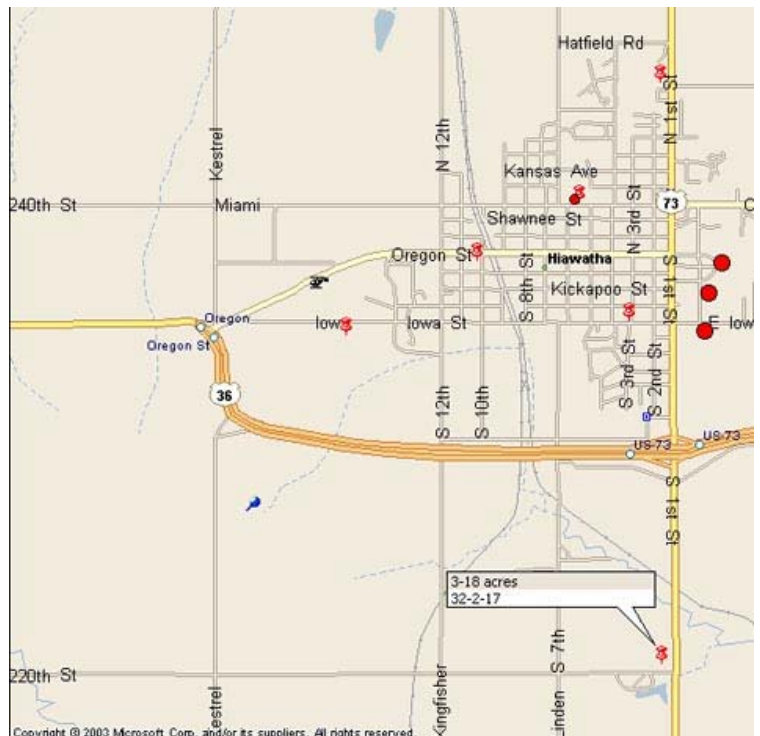 Hatfield Rd
N 1st St
Kestrel
N 12th
Kansas Ave
N 3rd St
240th St
Miami
73
Shawnee St
Oregon St
Hiawatha
S 8th St
Kickapoo St
S 1st St
Oregon
Iowa
Iowa St
E Iow
Oregon St
S 3rd St
S 2nd St
36
S 12th
S 10th
US-73
US-73
S 1st St
3-18 acres
32-2-17
S 7th
220th St
Kestrel
Kingfisher
Linden
Copyright © 2003 Microsoft Corp. and/or its suppliers. All rights reserved.